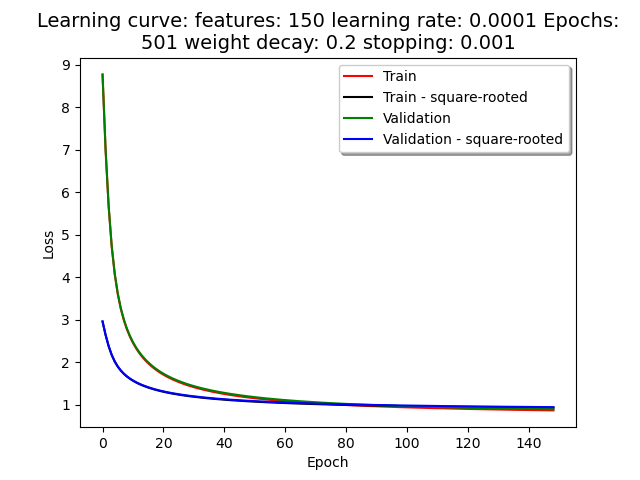 Learning curve: features: 150 learning rate: 0.0001 Epochs:
501 weight decay: 0.2 stopping: 0.001
Train
Train - square-rooted
Validation
Validation - square-rooted
9
8
7
6
5
4
3
2
1
Loss
0 20 40 60 80 100 120 140
Epoch